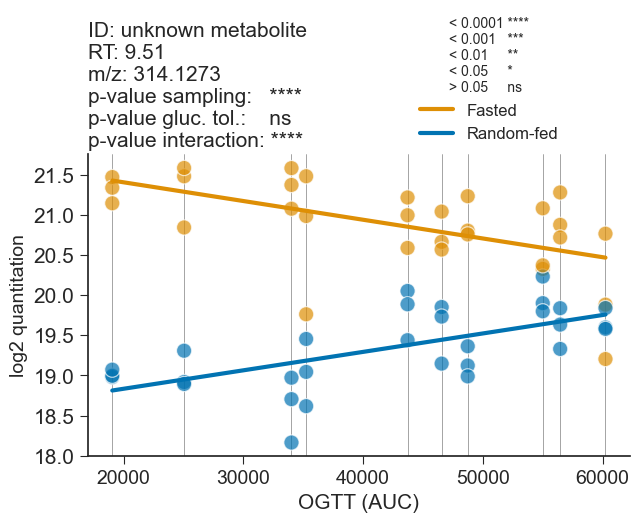 ID: unknown metabolite
RT: 9.51
m/z: 314.1273
p-value sampling: ****
p-value gluc. tol.: ns
p-value interaction: ****
< 0.0001 ****
< 0.001 ***
< 0.01 **
< 0.05 *
> 0.05 ns
Fasted
Random-fed
log2 quantitation
21.5
21.0
20.5
20.0
19.5
19.0
18.5
18.0
20000 30000 40000 50000 60000
OGTT (AUC)